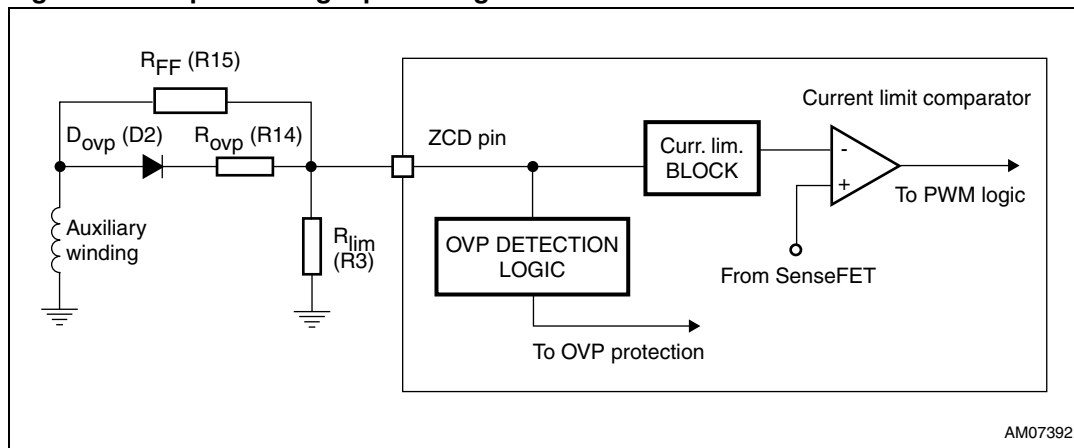 R_FF (R15)
D_ovp (D2)
R_ovp (R14)
Auxiliary
winding
R_lim
(R3)
ZCD pin
Curr. lim.
BLOCK
Current limit comparator
-
+
To PWM logic
From SenseFET
OVP DETECTION
LOGIC
To OVP protection
AM07392